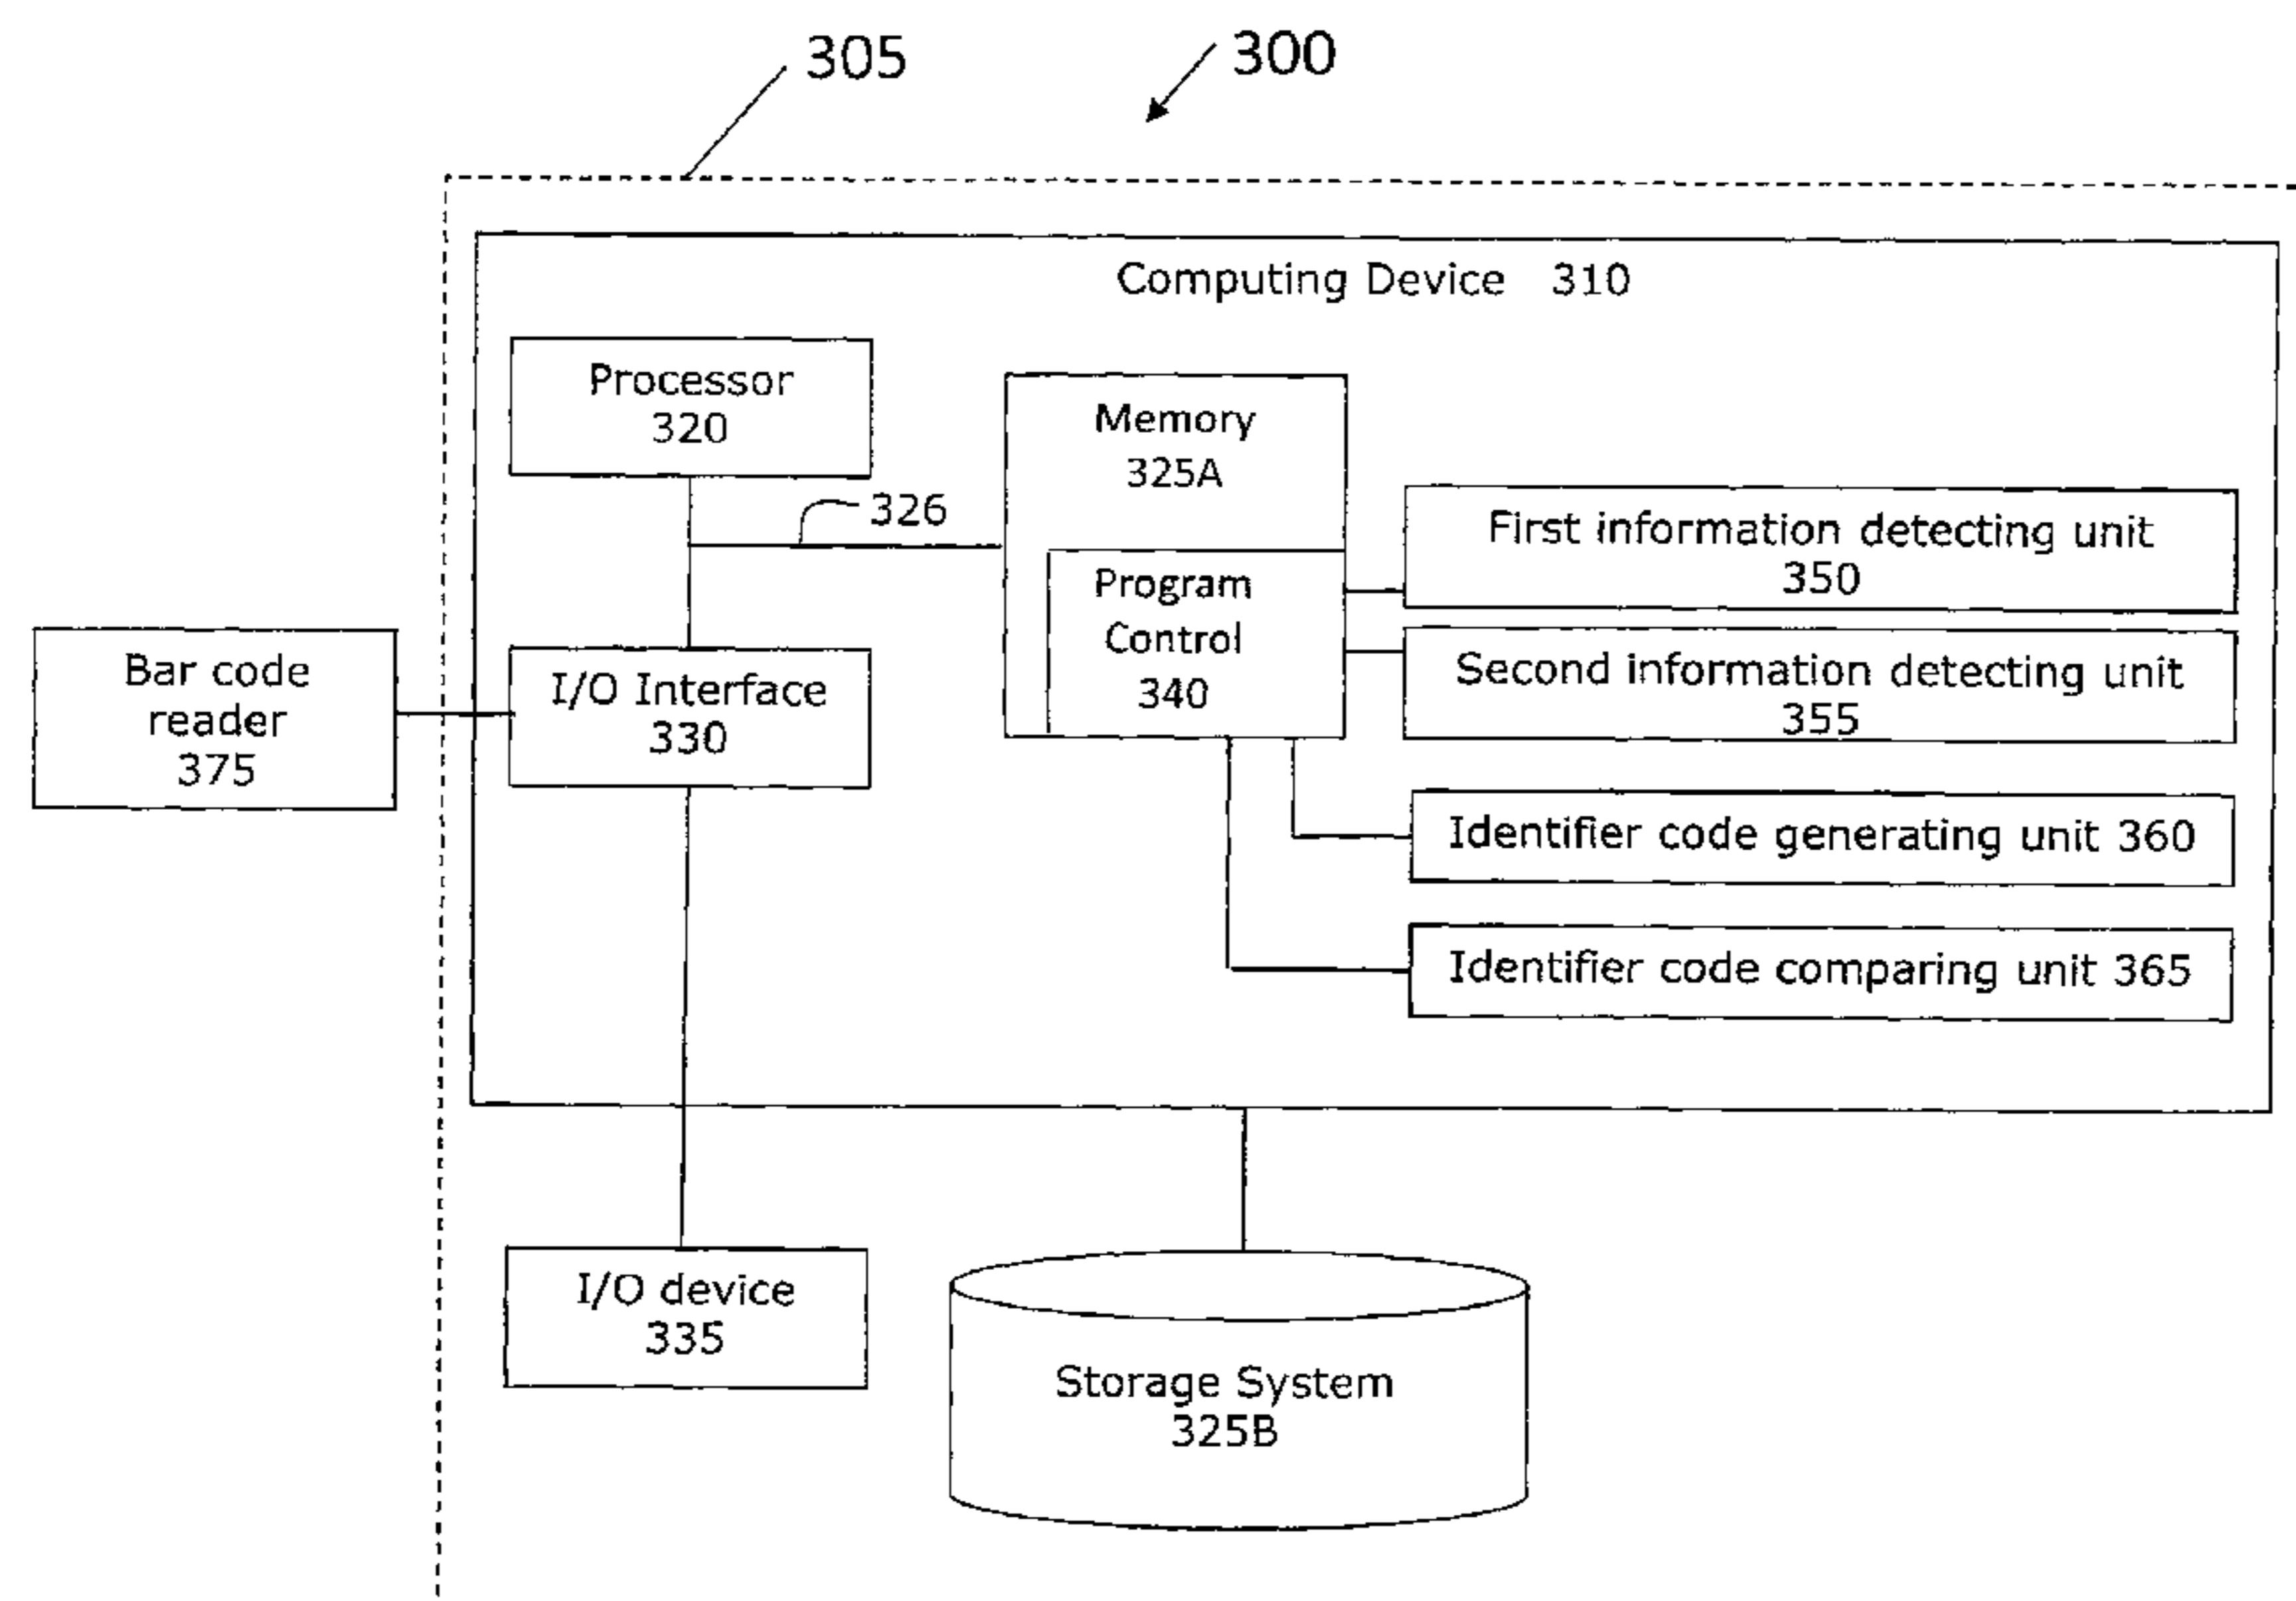 305
300
Computing Device 310
Processor
320
Memory
325A
326
First information detecting unit
350
Program
Control
340
Second information detecting unit
355
Bar code
reader
375
I/O Interface
330
Identifier code generating unit 360
Identifier code comparing unit 365
I/O device
335
Storage System
325B